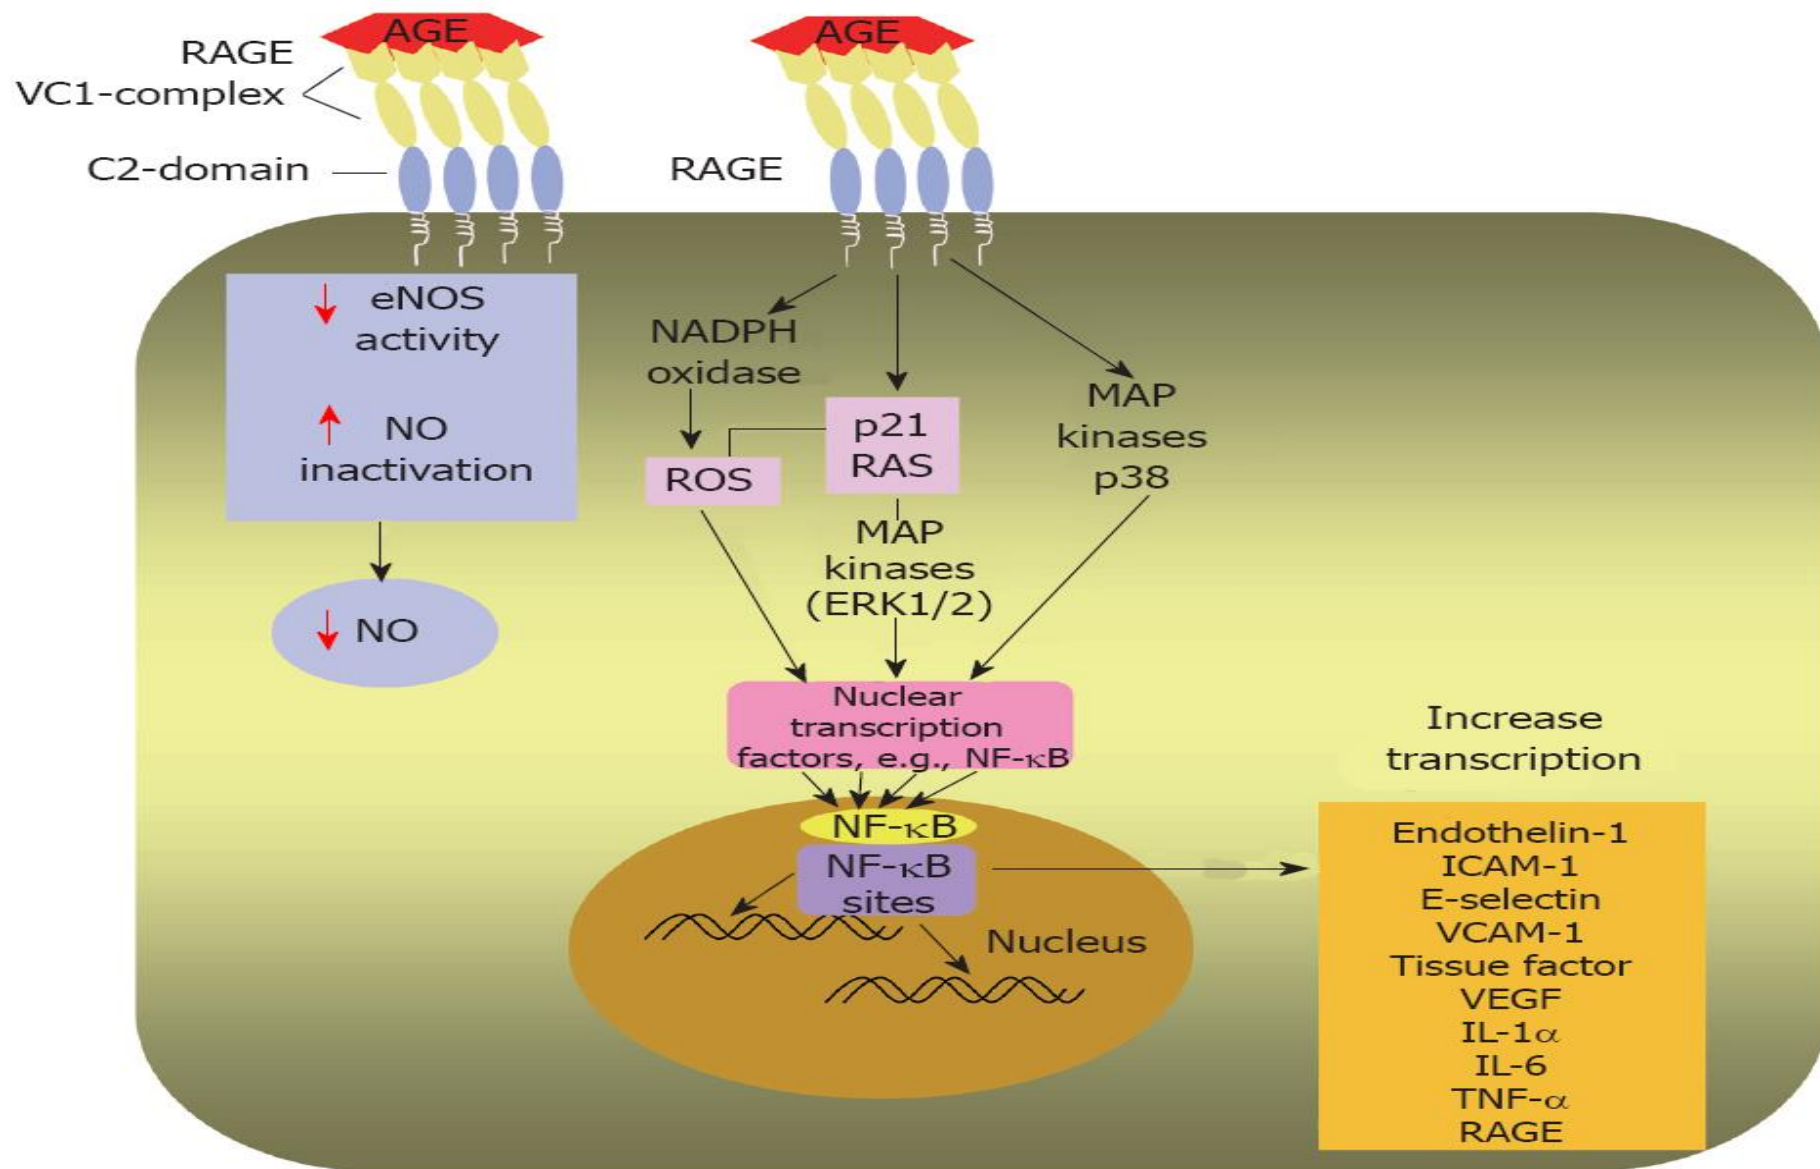 AGE
RAGE
VC1-complex
C2-domain
AGE
RAGE
eNOS
activity
NO
inactivation
NO
NADPH
oxidase
ROS
p21
RAS
MAP
kinases
(ERK1/2)
MAP
kinases
p38
Nuclear
transcription
factors, e.g., NF-κB
NF-κB
NF-κB
sites
Nucleus
Increase
transcription
Endothelin-1
ICAM-1
E-selectin
VCAM-1
Tissue factor
VEGF
IL-1α
IL-6
TNF-α
RAGE